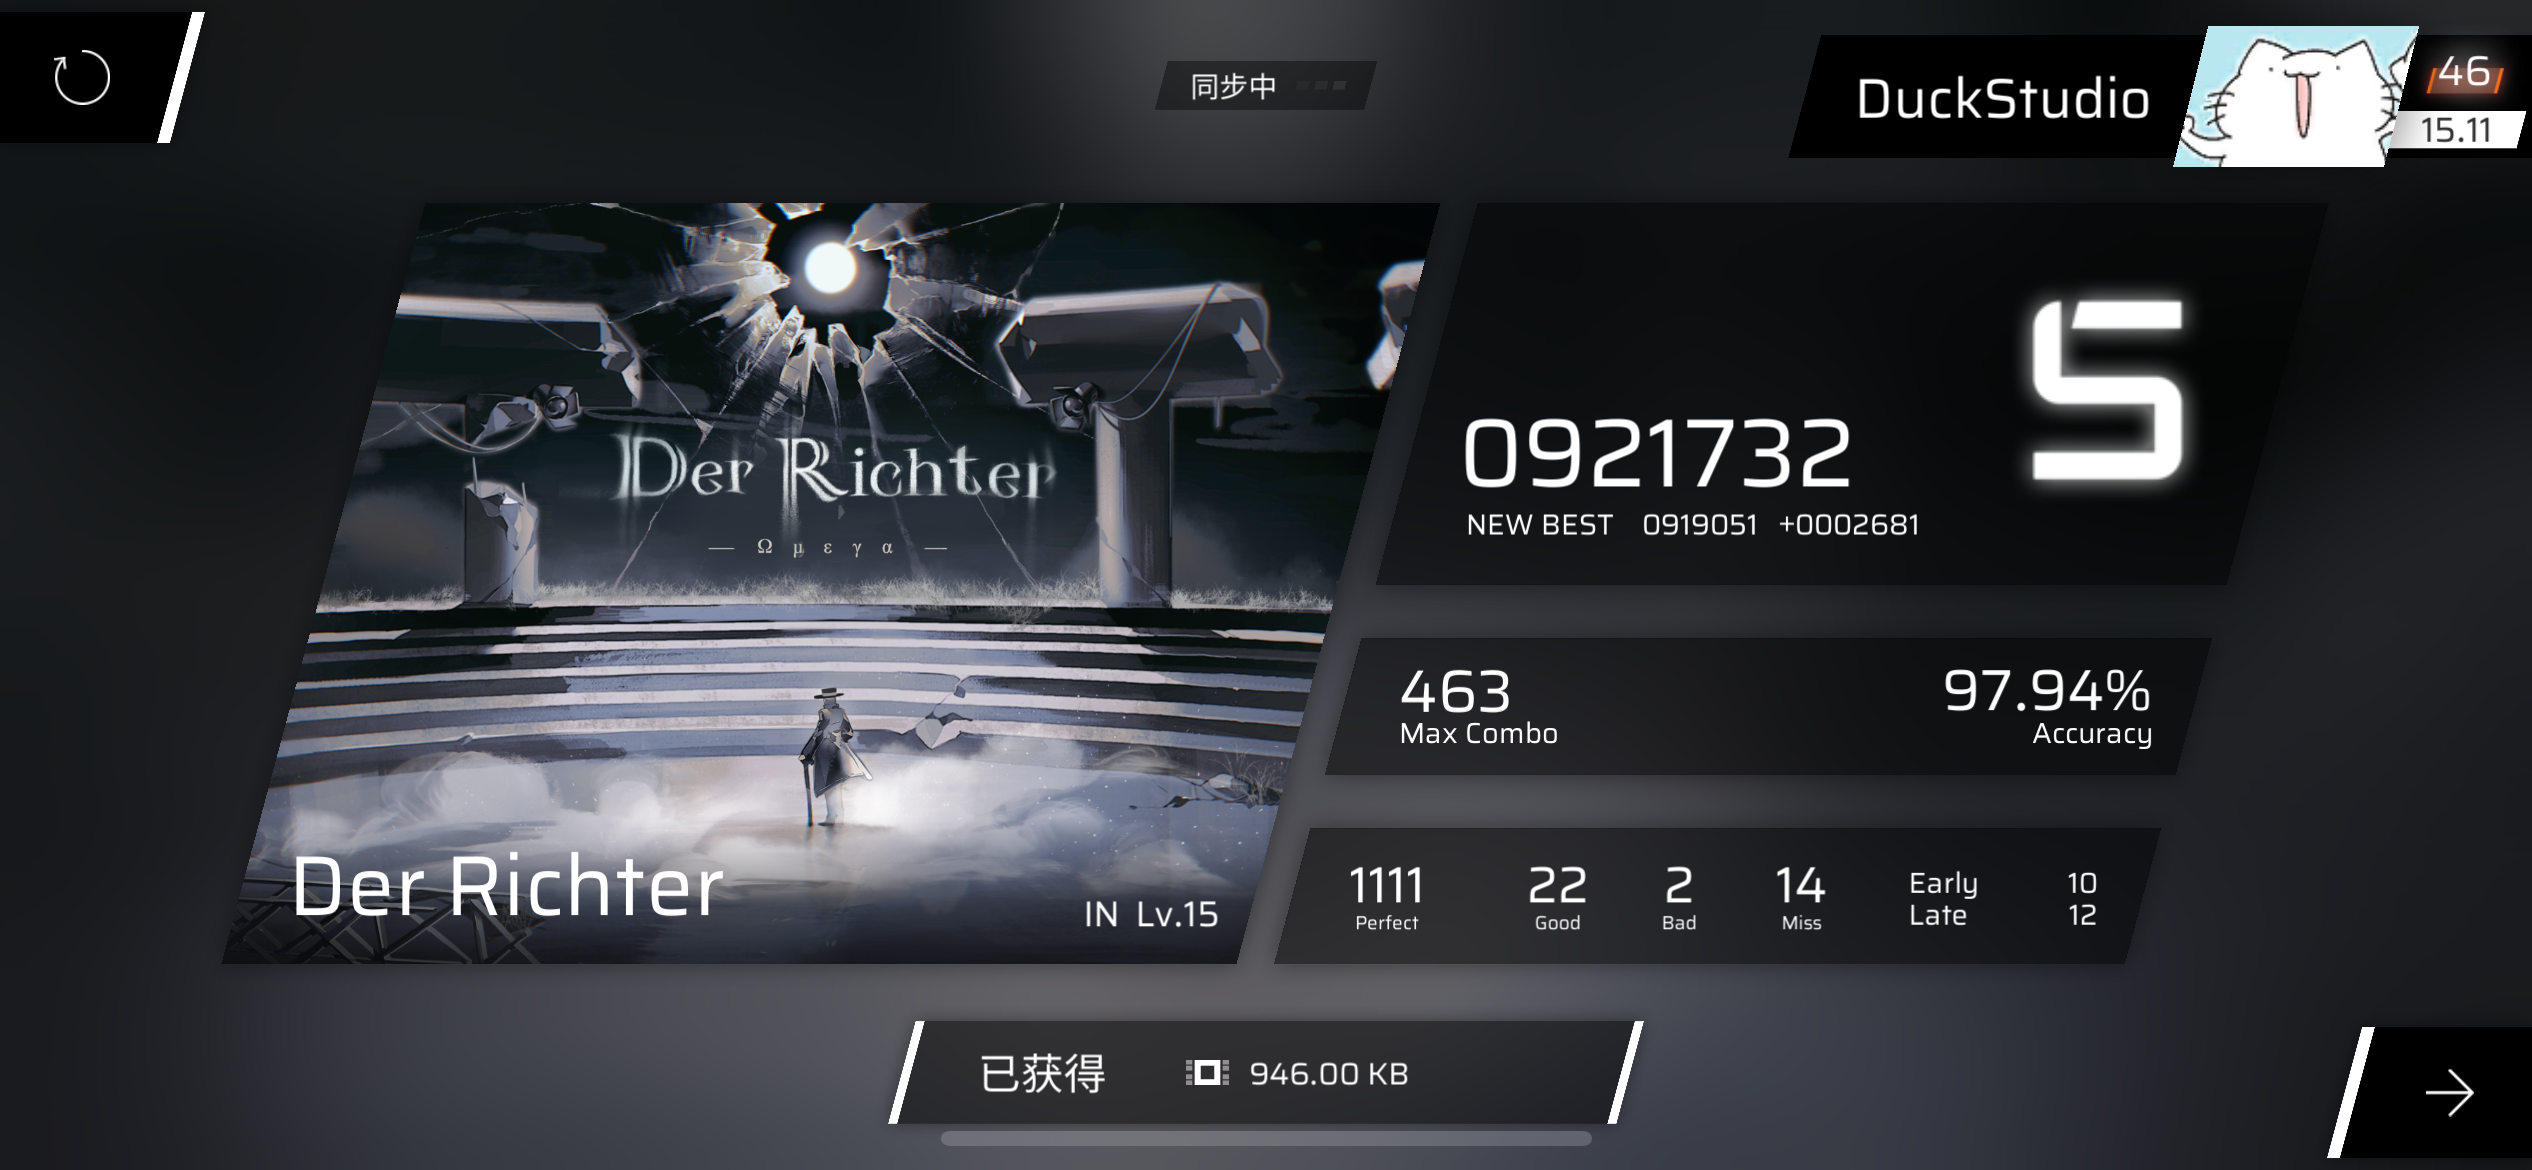 同步中
DuckStudio
46
15.11
Der Richter
— Ω μ ε γ α —
Der Richter
IN Lv.15
S
0921732
NEW BEST 0919051 +0002681
463
Max Combo
97.94%
Accuracy
1111
Perfect
22
Good
2
Bad
14
Miss
Early 10
Late 12
已获得 946.00 KB